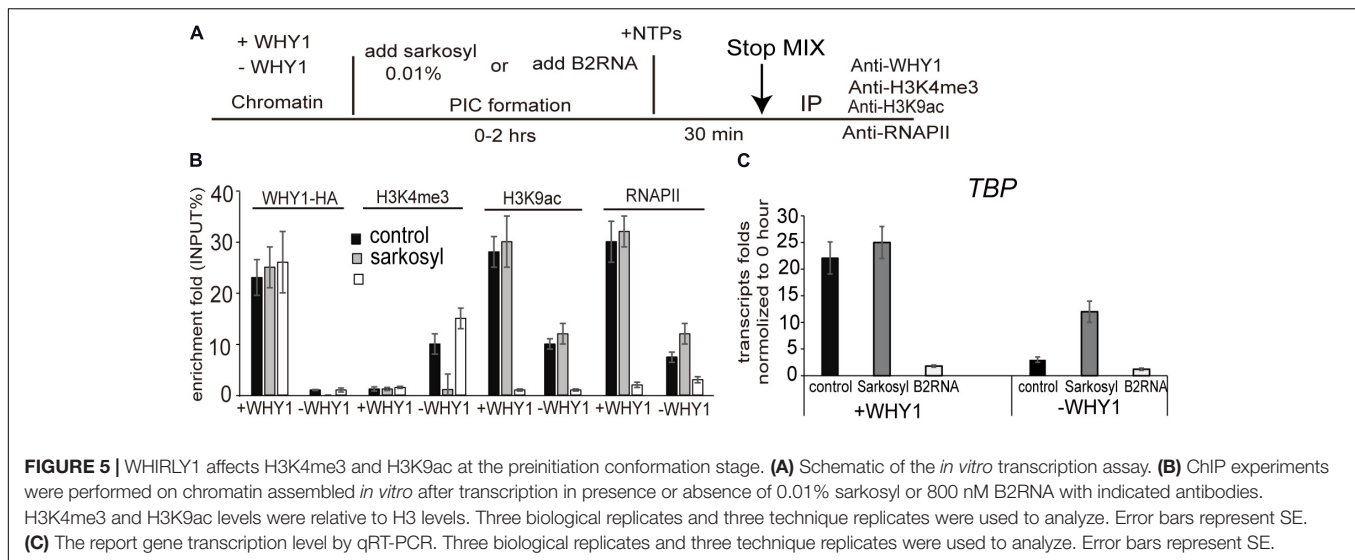 A
+ WHY1
- WHY1
Chromatin
add sarkosyl
0.01%
or
add B2RNA
PIC formation
0-2 hrs
+NTPs
Stop MIX
30 min
IP
Anti-WHY1
Anti-H3K4me3
Anti-H3K9ac
Anti-RNAPII
B
enrichment fold (INPUT%)
40
30
20
10
0
WHY1-HA
H3K4me3
H3K9ac
RNAPII
control
sarkosyl
+WHY1 -WHY1 +WHY1 -WHY1 +WHY1 -WHY1 +WHY1 -WHY1
C
TBP
transcripts folds
normolized to 0 hour
30
25
20
15
10
5
0
control Sarkosyl B2RNA control Sarkosyl B2RNA
+WHY1 -WHY1
FIGURE 5 | WHIRLY1 affects H3K4me3 and H3K9ac at the preinitiation conformation stage. (A) Schematic of the in vitro transcription assay. (B) ChIP experiments
were performed on chromatin assembled in vitro after transcription in presence or absence of 0.01% sarkosyl or 800 nM B2RNA with indicated antibodies.
H3K4me3 and H3K9ac levels were relative to H3 levels. Three biological replicates and three technique replicates were used to analyze. Error bars represent SE.
(C) The report gene transcription level by qRT-PCR. Three biological replicates and three technique replicates were used to analyze. Error bars represent SE.